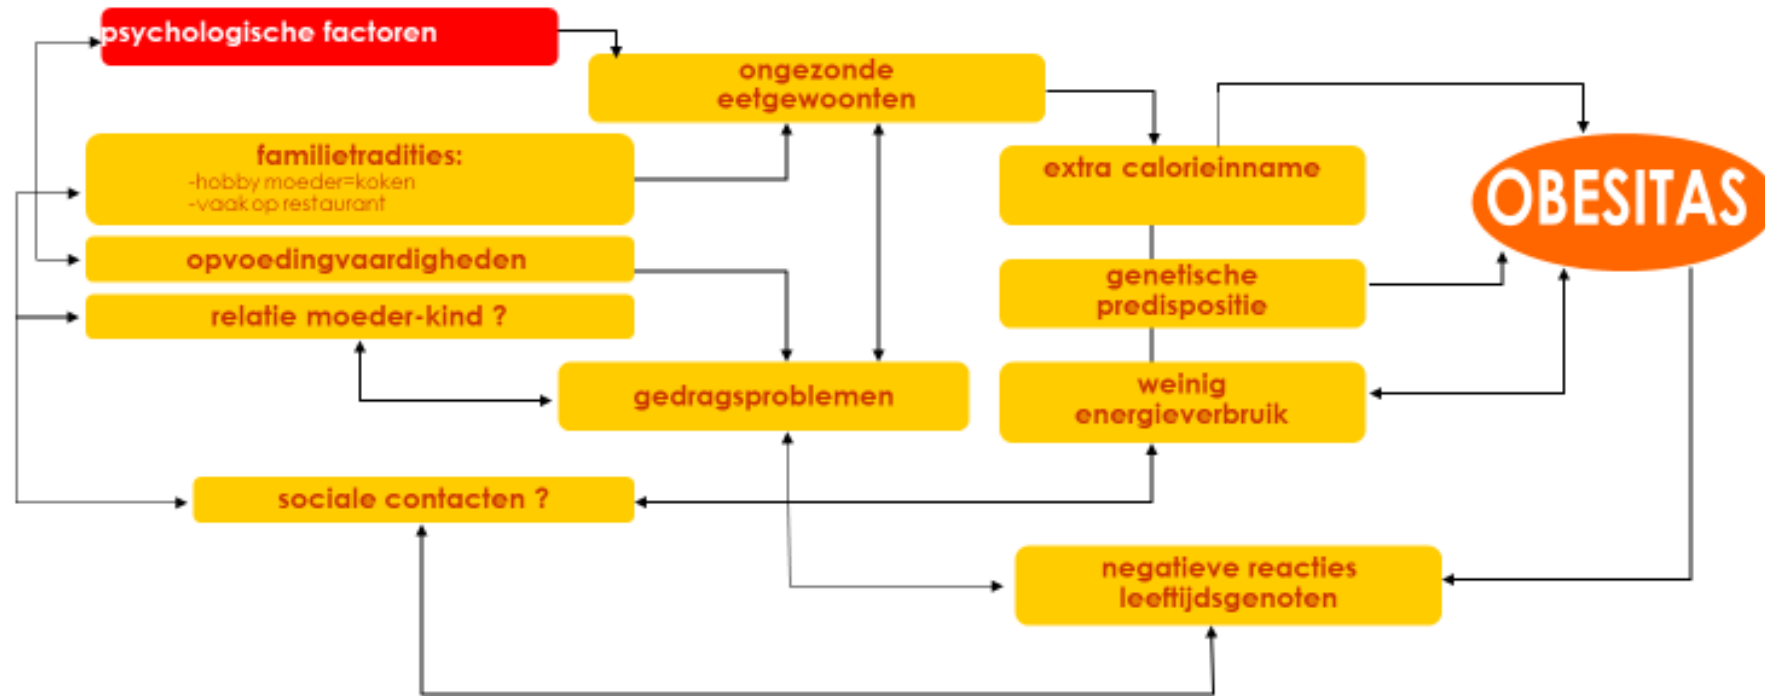 psychologische factoren
ongezonde
eetgewoonten
familietradities:
-hobby moeder=koken
-vaak op restaurant
extra calorieinname
OBESITAS
opvoedingvaardigheden
genetische
predispositie
relatie moeder-kind ?
gedragsproblemen
weinig
energieverbruik
sociale contacten ?
negatieve reacties
leeftijdsgenoten